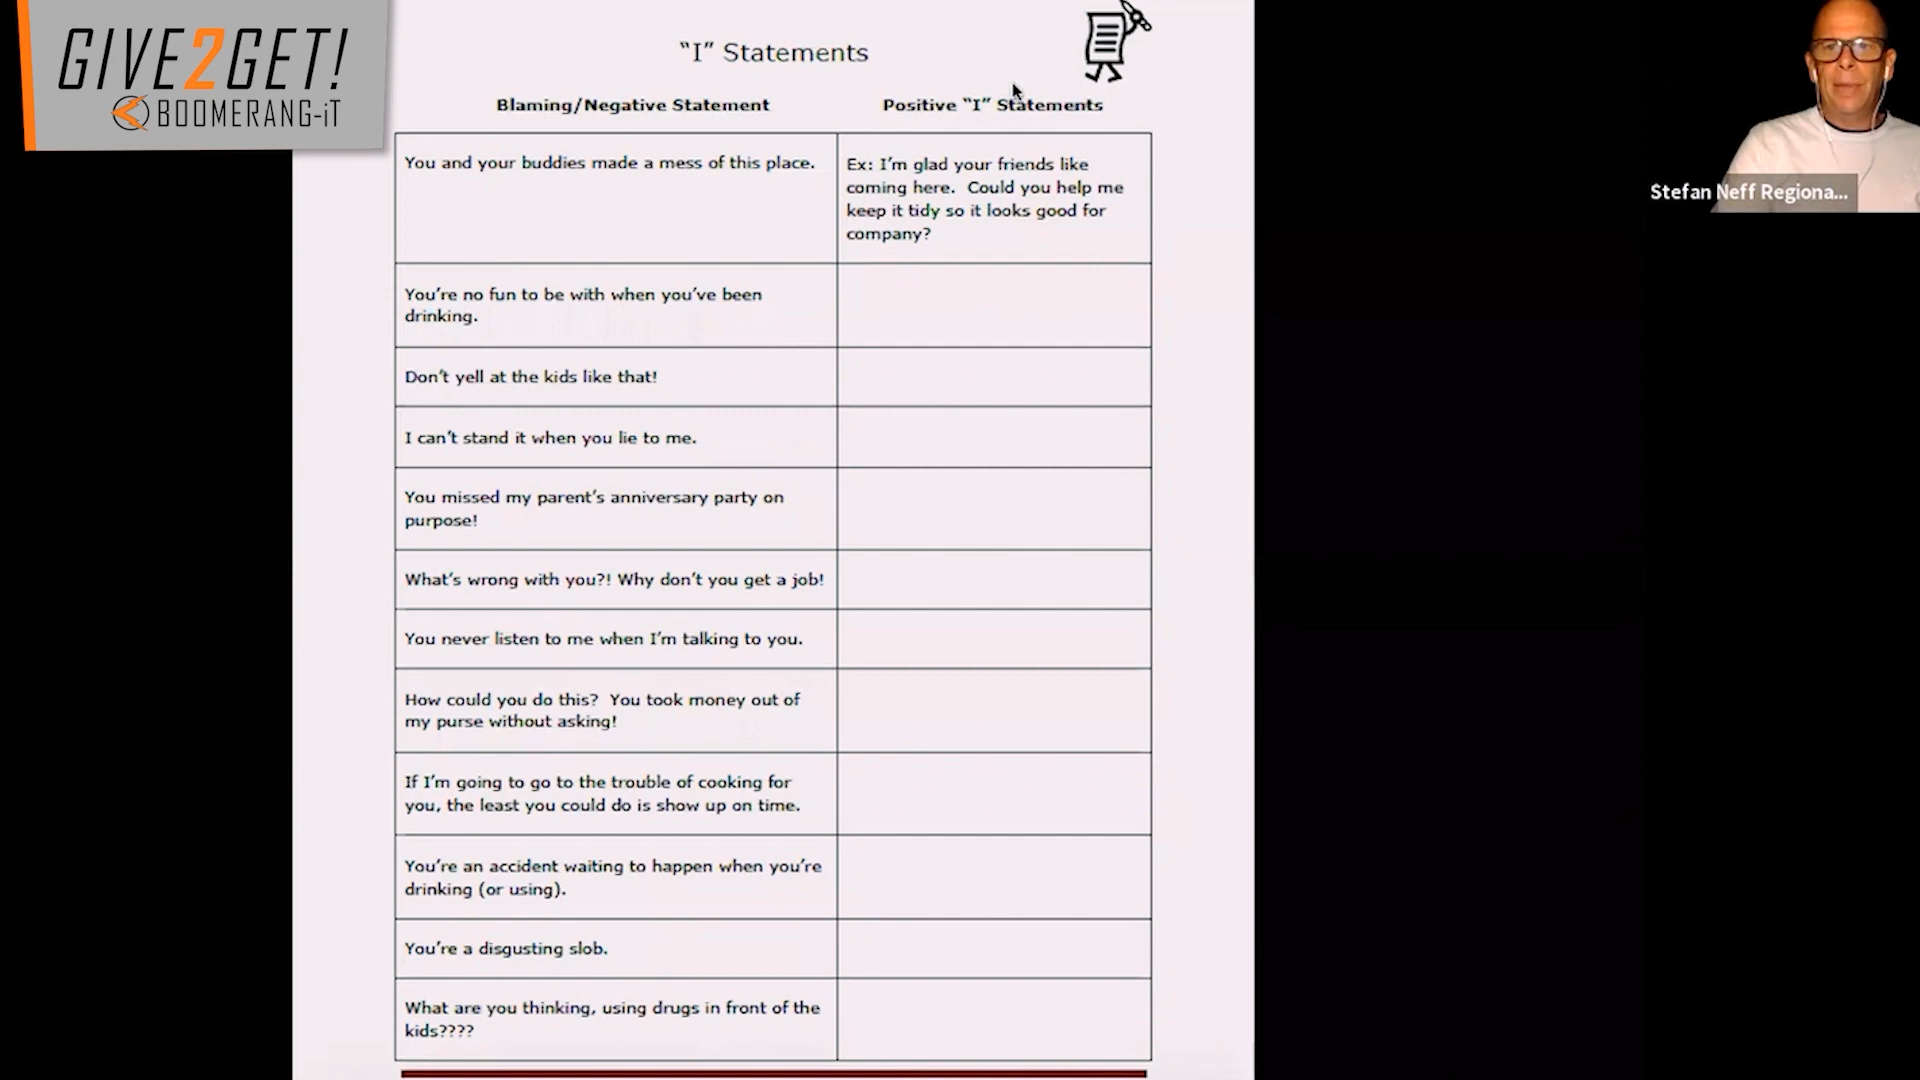 GIVE2GET!
BOOMERANG-iT
"I" Statements
Blaming/Negative Statement
Positive "I" Statements
You and your buddies made a mess of this place.
Ex: I'm glad your friends like
coming here. Could you help me
keep it tidy so it looks good for
company?
You're no fun to be with when you've been
drinking.
Don't yell at the kids like that!
I can't stand it when you lie to me.
You missed my parent's anniversary party on
purpose!
What's wrong with you?! Why don't you get a job!
You never listen to me when I'm talking to you.
How could you do this? You took money out of
my purse without asking!
If I'm going to go to the trouble of cooking for
you, the least you could do is show up on time.
You're an accident waiting to happen when you're
drinking (or using).
You're a disgusting slob.
What are you thinking, using drugs in front of the
kids????
Stefan Neff Regiona...